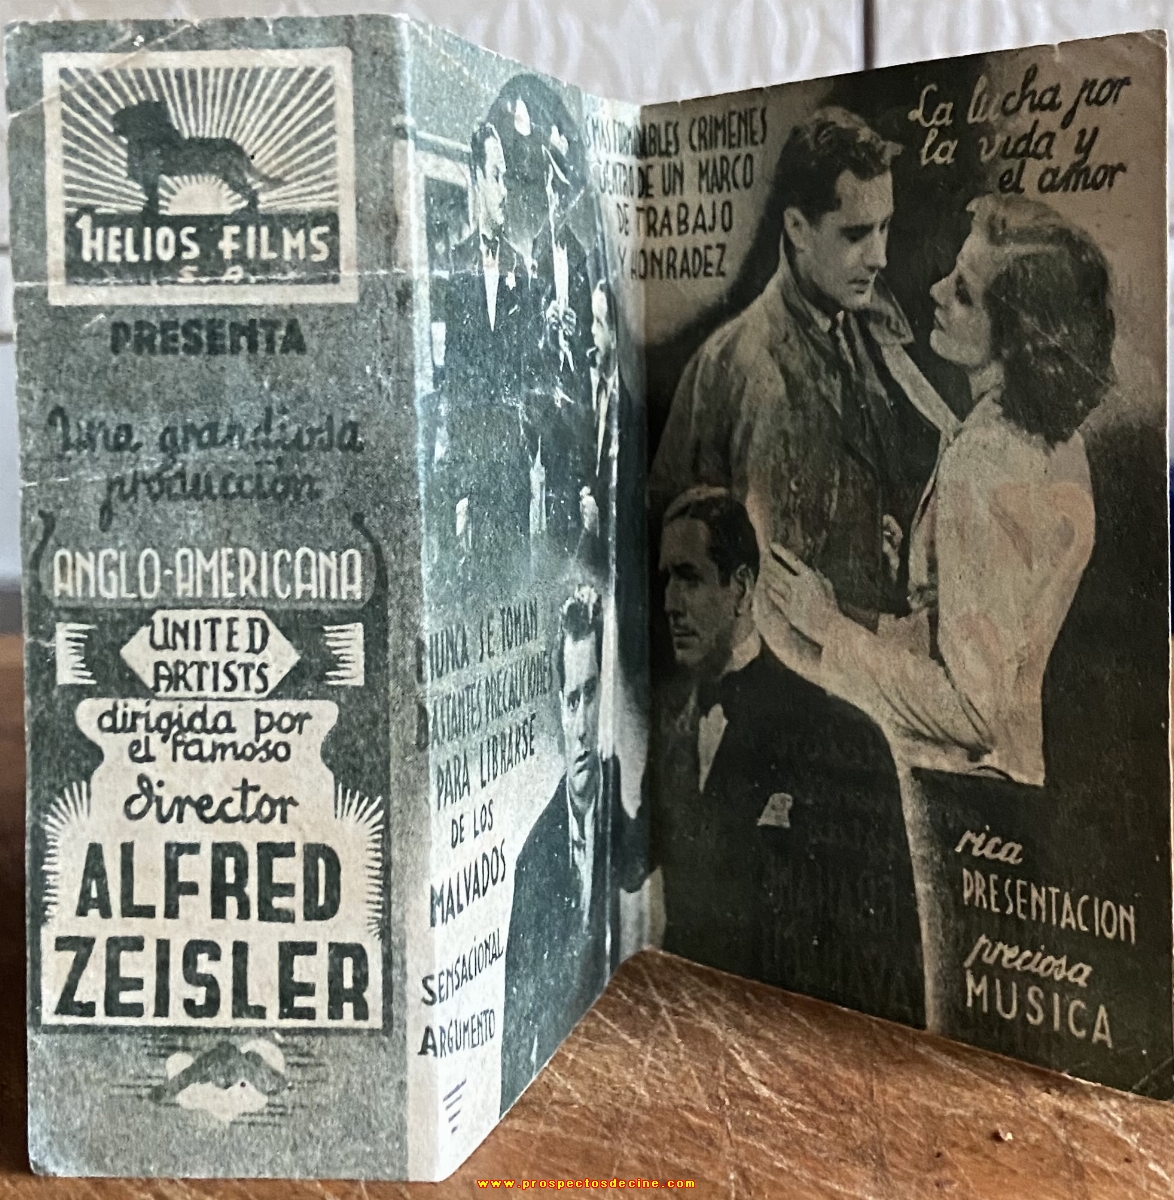 HELIOS FILMS
S.A.
PRESENTA
Una grandiosa
producción
ANGLO-AMERICANA
UNITED
ARTISTS
dirigida por
el famoso
director
ALFRED
ZEISLER
NUNCA SE TOMAN
BASTANTES PRECAUCIONES
PARA LIBRARSE
DE LOS
MALVADOS
SENSACIONAL
ARGUMENTO
CRIMENES
DE UN MARCO
DE TRABAJO
Y HONRADEZ
La lucha por
la vida y
el amor
rica
PRESENTACION
preciosa
MUSICA
www.prospectosdecine.com